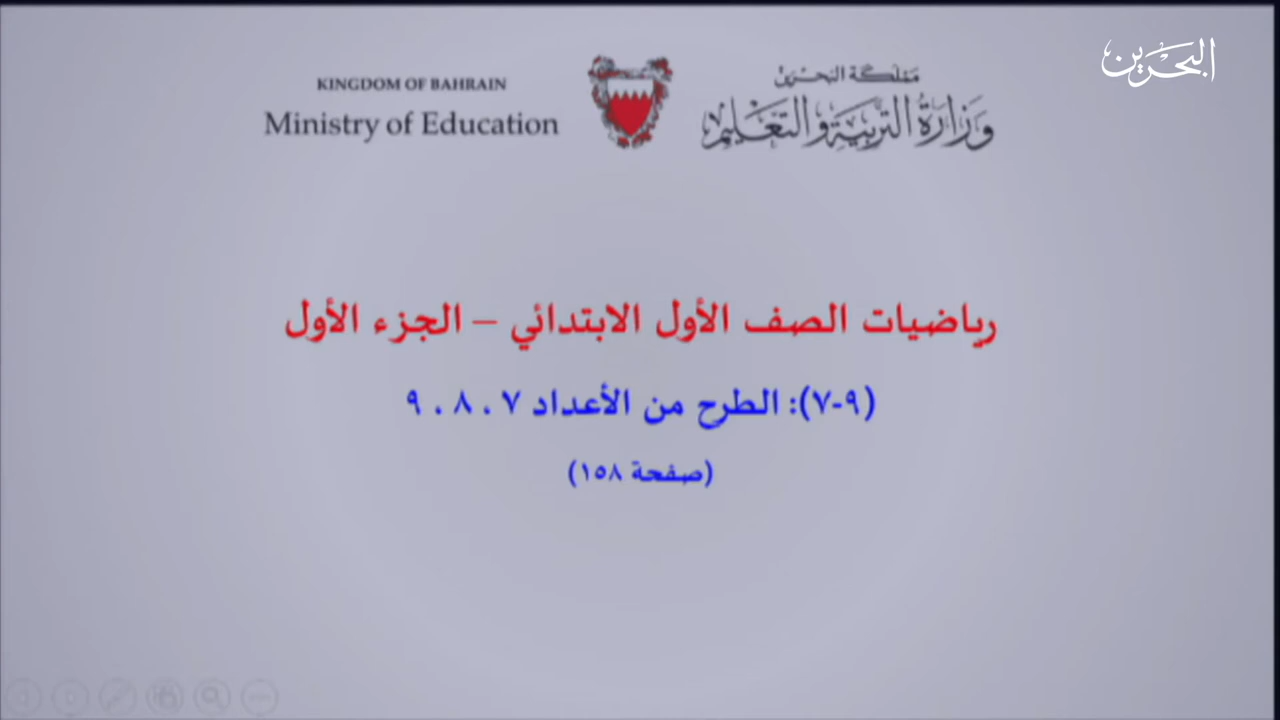 البحرين
KINGDOM OF BAHRAIN
Ministry of Education
مملكة البحرين
وزارة التربية والتعليم
رياضيات الصف الأول الابتدائي – الجزء الأول
(٩-٧): الطرح من الأعداد ٧ ، ٨ ، ٩
(صفحة ١٥٨)